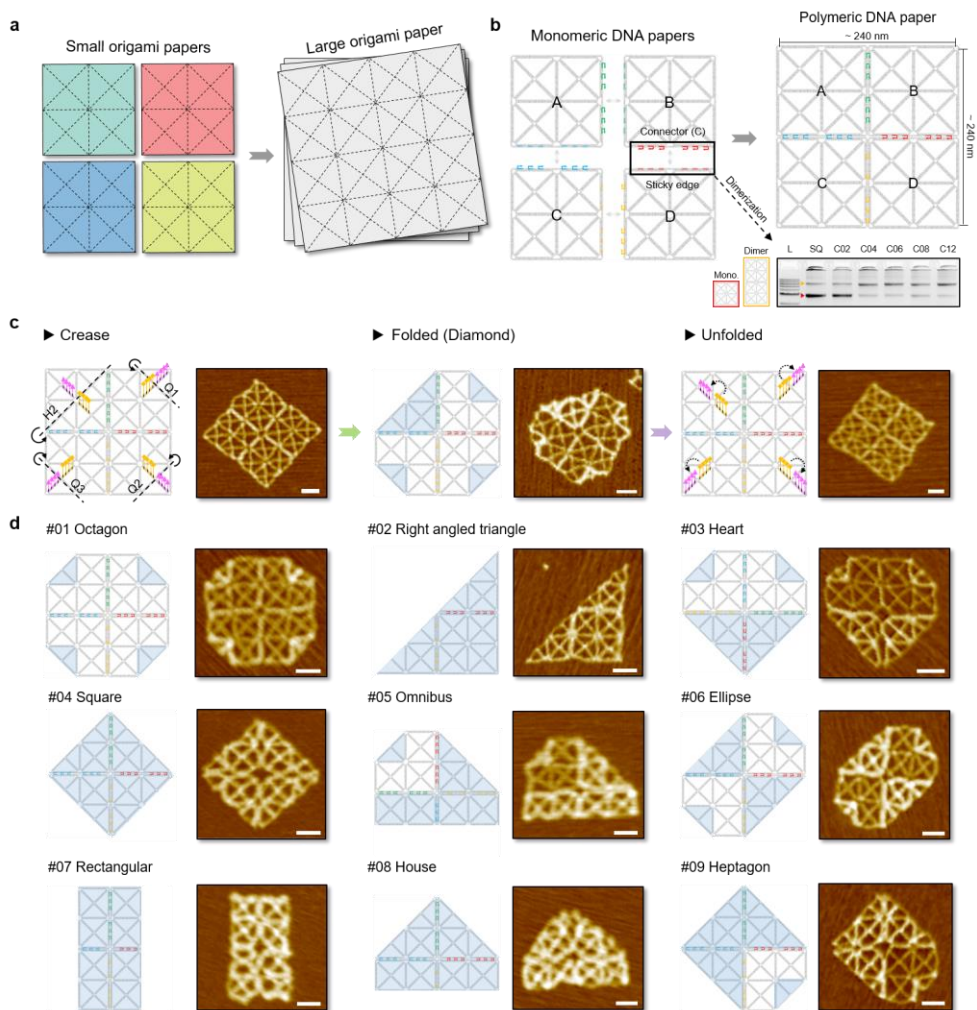 a
Small origami papers
Large origami paper
b
Monomeric DNA papers
Polymeric DNA paper
~ 240 nm
~ 240 nm
A
B
C
D
Connector (C)
Sticky edge
Dimerization
A
B
C
D
Mono.
Dimer
L SQ C02 C04 C06 C08 C12
c
► Crease
► Folded (Diamond)
► Unfolded
H2
Q1
Q3
Q2
d
#01 Octagon
#02 Right angled triangle
#03 Heart
#04 Square
#05 Omnibus
#06 Ellipse
#07 Rectangular
#08 House
#09 Heptagon